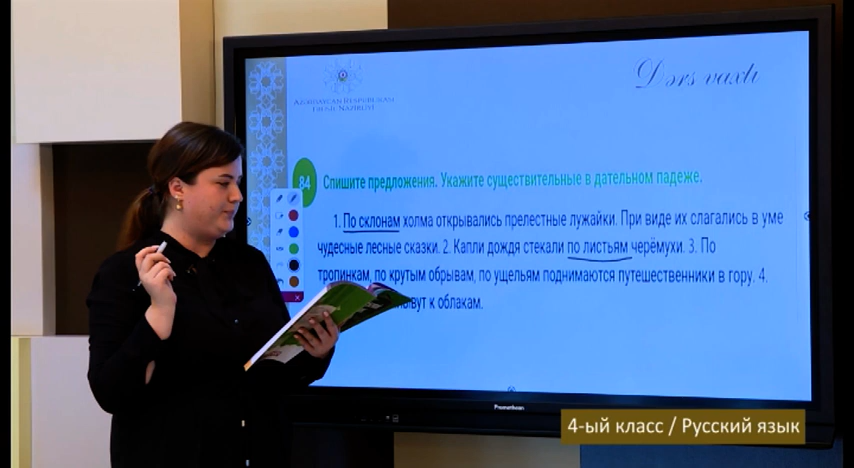 Dərs vaxtı
AZƏRBAYCAN RESPUBLİKASI
TƏHSİL NAZİRLİYİ
84 Спишите предложения. Укажите существительные в дательном падеже.
1. По склонам холма открывались прелестные лужайки. При виде их слагались в уме
чудесные лесные сказки. 2. Капли дождя стекали по листьям черёмухи. 3. По
тропинкам, по крутым обрывам, по ущельям поднимаются путешественники в гору. 4.
к облакам.
Promethean
4-ый класс / Русский язык